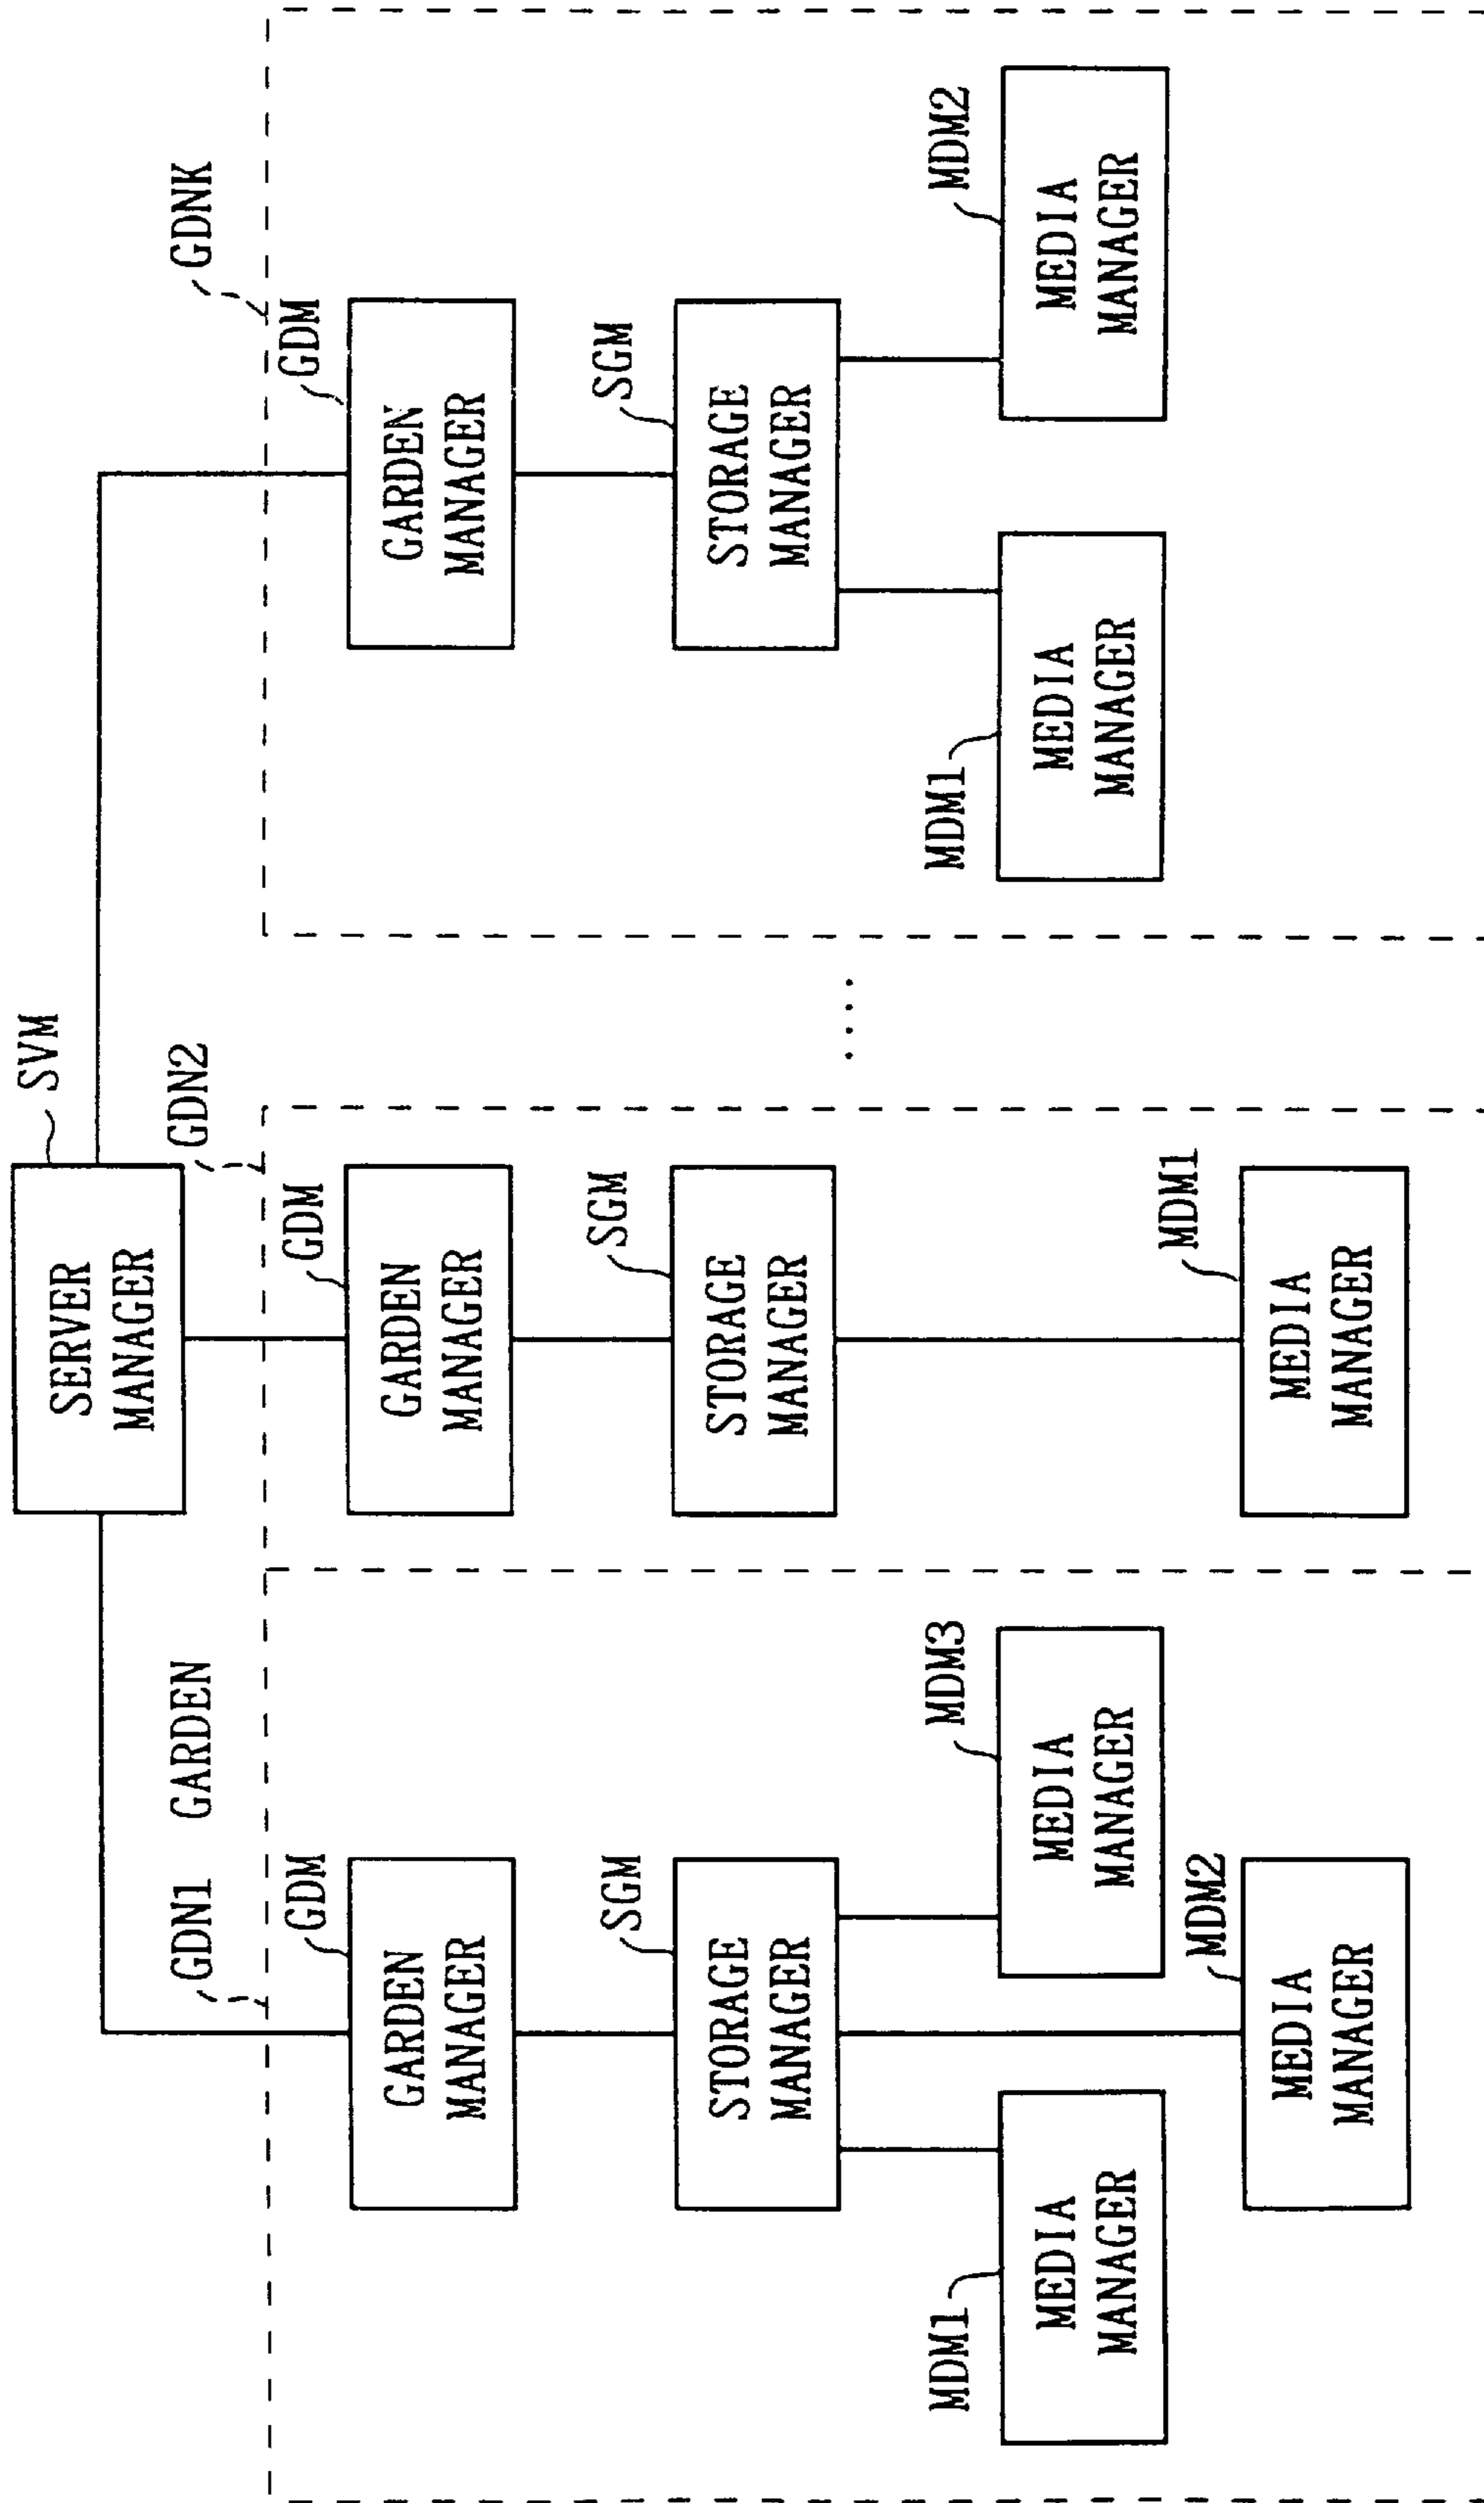 SVM
SERVER
MANAGER
GDN1 GARDEN
GDN2
GDNK
GDM
GARDEN
MANAGER
GDM
GARDEN
MANAGER
GDM
GARDEN
MANAGER
SGM
STORAGE
MANAGER
SGM
STORAGE
MANAGER
SGM
STORAGE
MANAGER
....
MDM1
MEDIA
MANAGER
MDM3
MEDIA
MANAGER
MDM1
MEDIA
MANAGER
MDM2
MEDIA
MANAGER
MDM2
MEDIA
MANAGER
MDM1
MEDIA
MANAGER